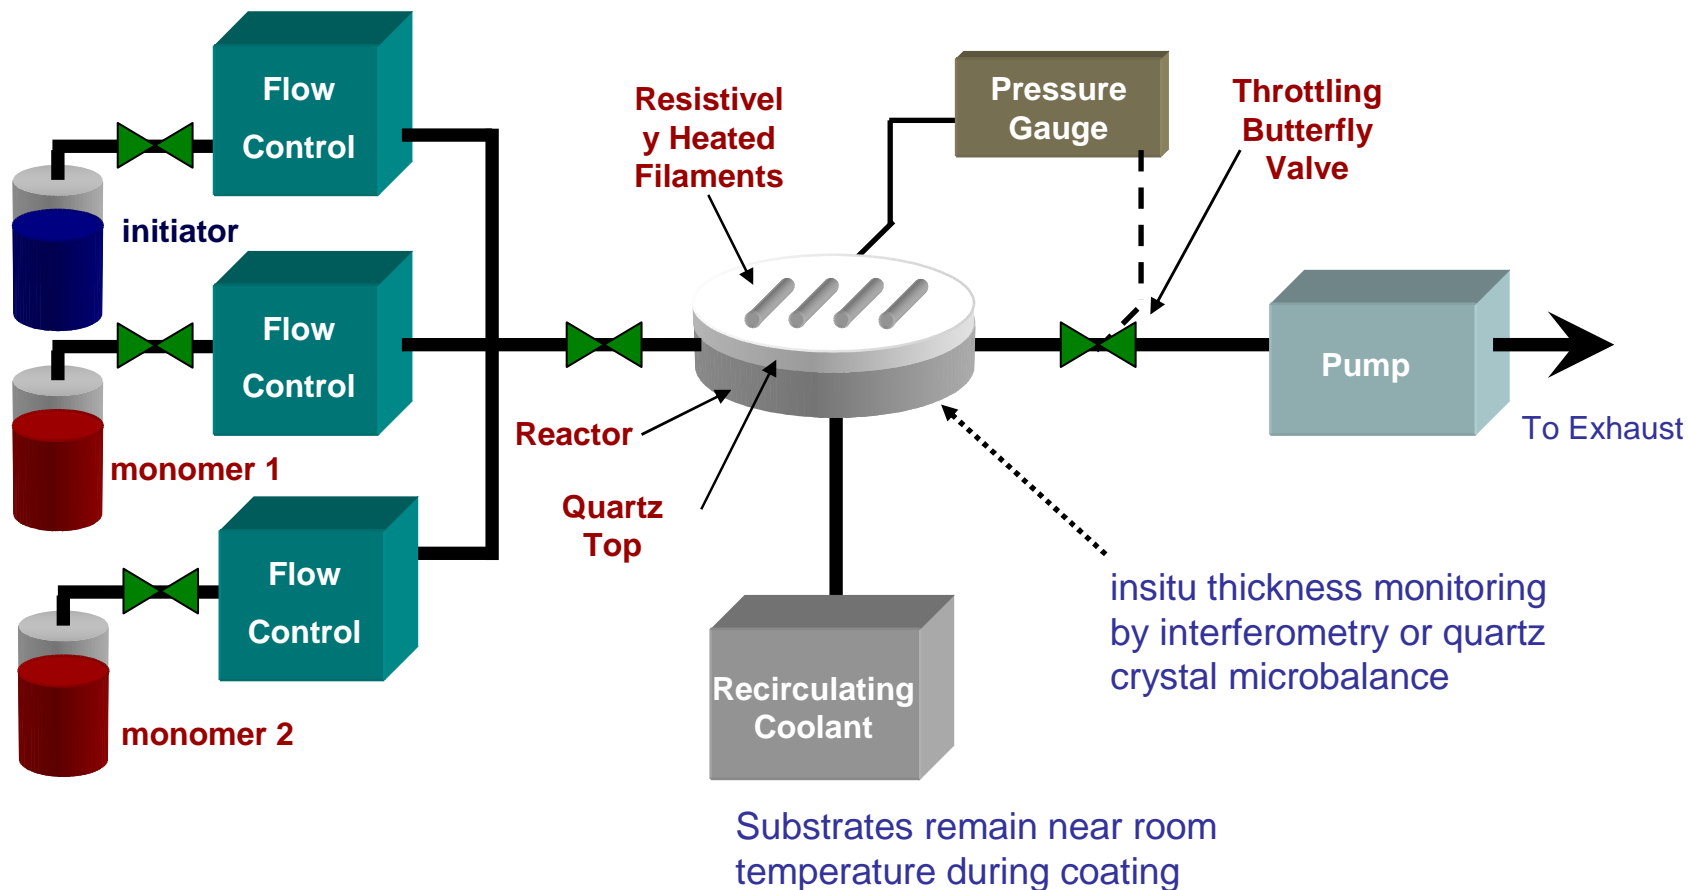 Flow
Control
initiator
Flow
Control
monomer 1
Flow
Control
monomer 2
Resistivel
y Heated
Filaments
Pressure
Gauge
Throttling
Butterfly
Valve
Reactor
Quartz
Top
Pump
To Exhaust
Recirculating
Coolant
insitu thickness monitoring
by interferometry or quartz
crystal microbalance
Substrates remain near room
temperature during coating